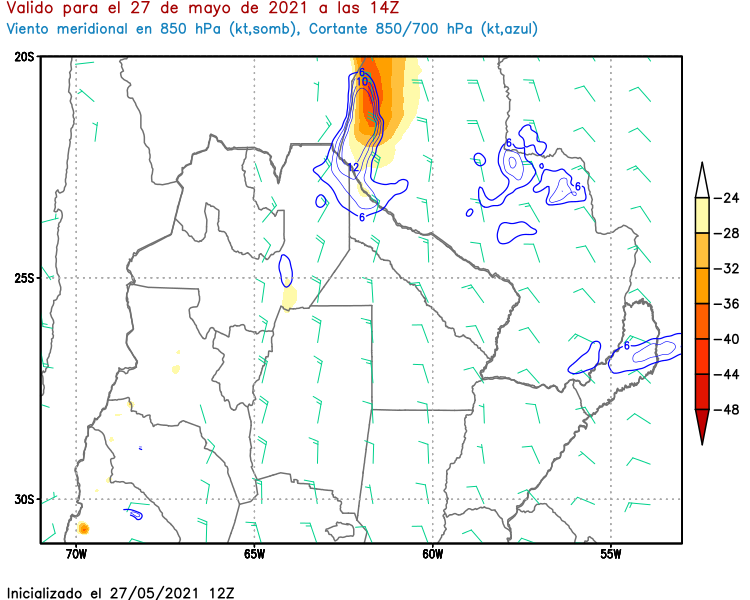 Valido para el 27 de mayo de 2021 a las 14Z
Viento meridional en 850 hPa (kt,somb), Cortante 850/700 hPa (kt,azul)
20S
25S
30S
70W 65W 60W 55W
6
10
12
6
6
6
6
-24
-28
-32
-36
-40
-44
-48
Inicializado el 27/05/2021 12Z